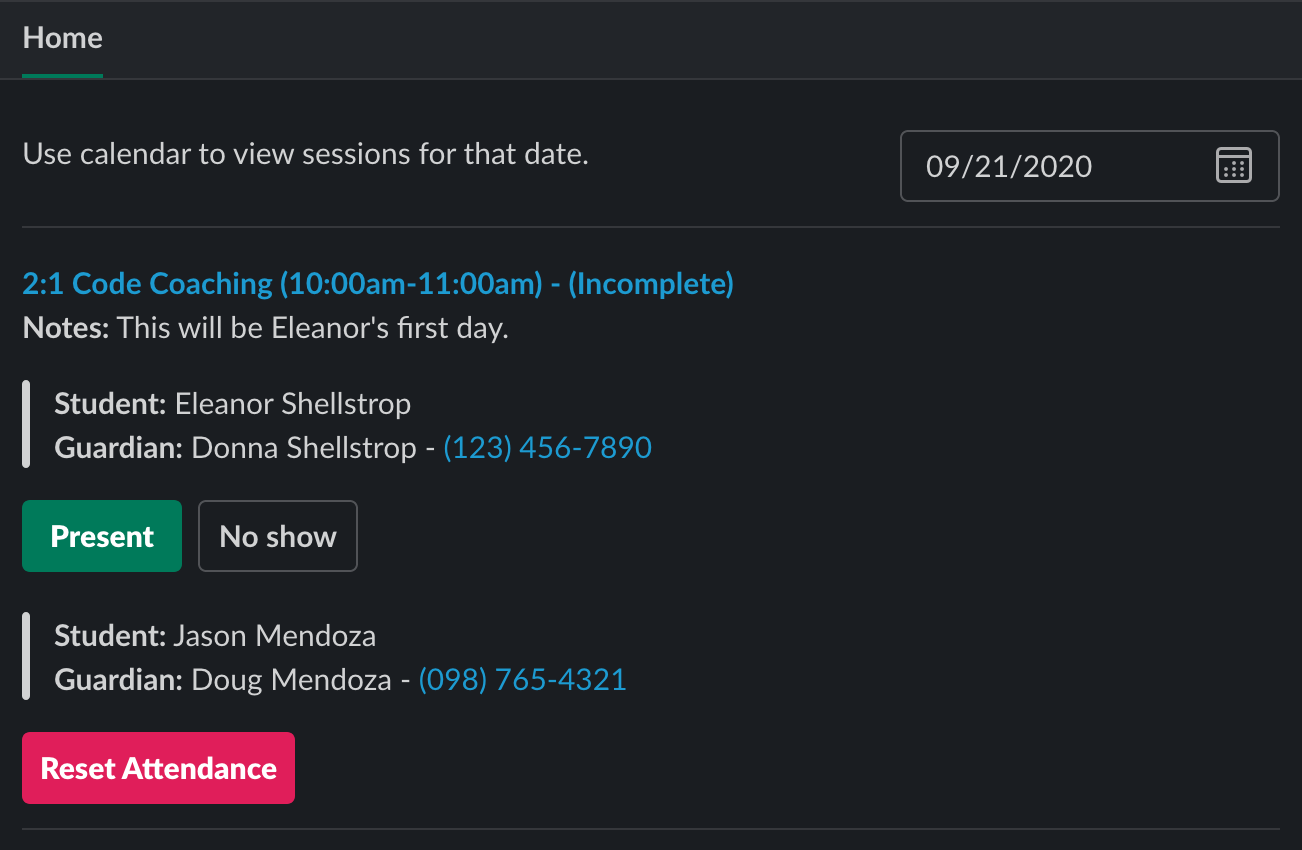 Home
Use calendar to view sessions for that date.
09/21/2020
2:1 Code Coaching (10:00am-11:00am) - (Incomplete)
Notes: This will be Eleanor's first day.
Student: Eleanor Shellstrop
Guardian: Donna Shellstrop - (123) 456-7890
Present
No show
Student: Jason Mendoza
Guardian: Doug Mendoza - (098) 765-4321
Reset Attendance